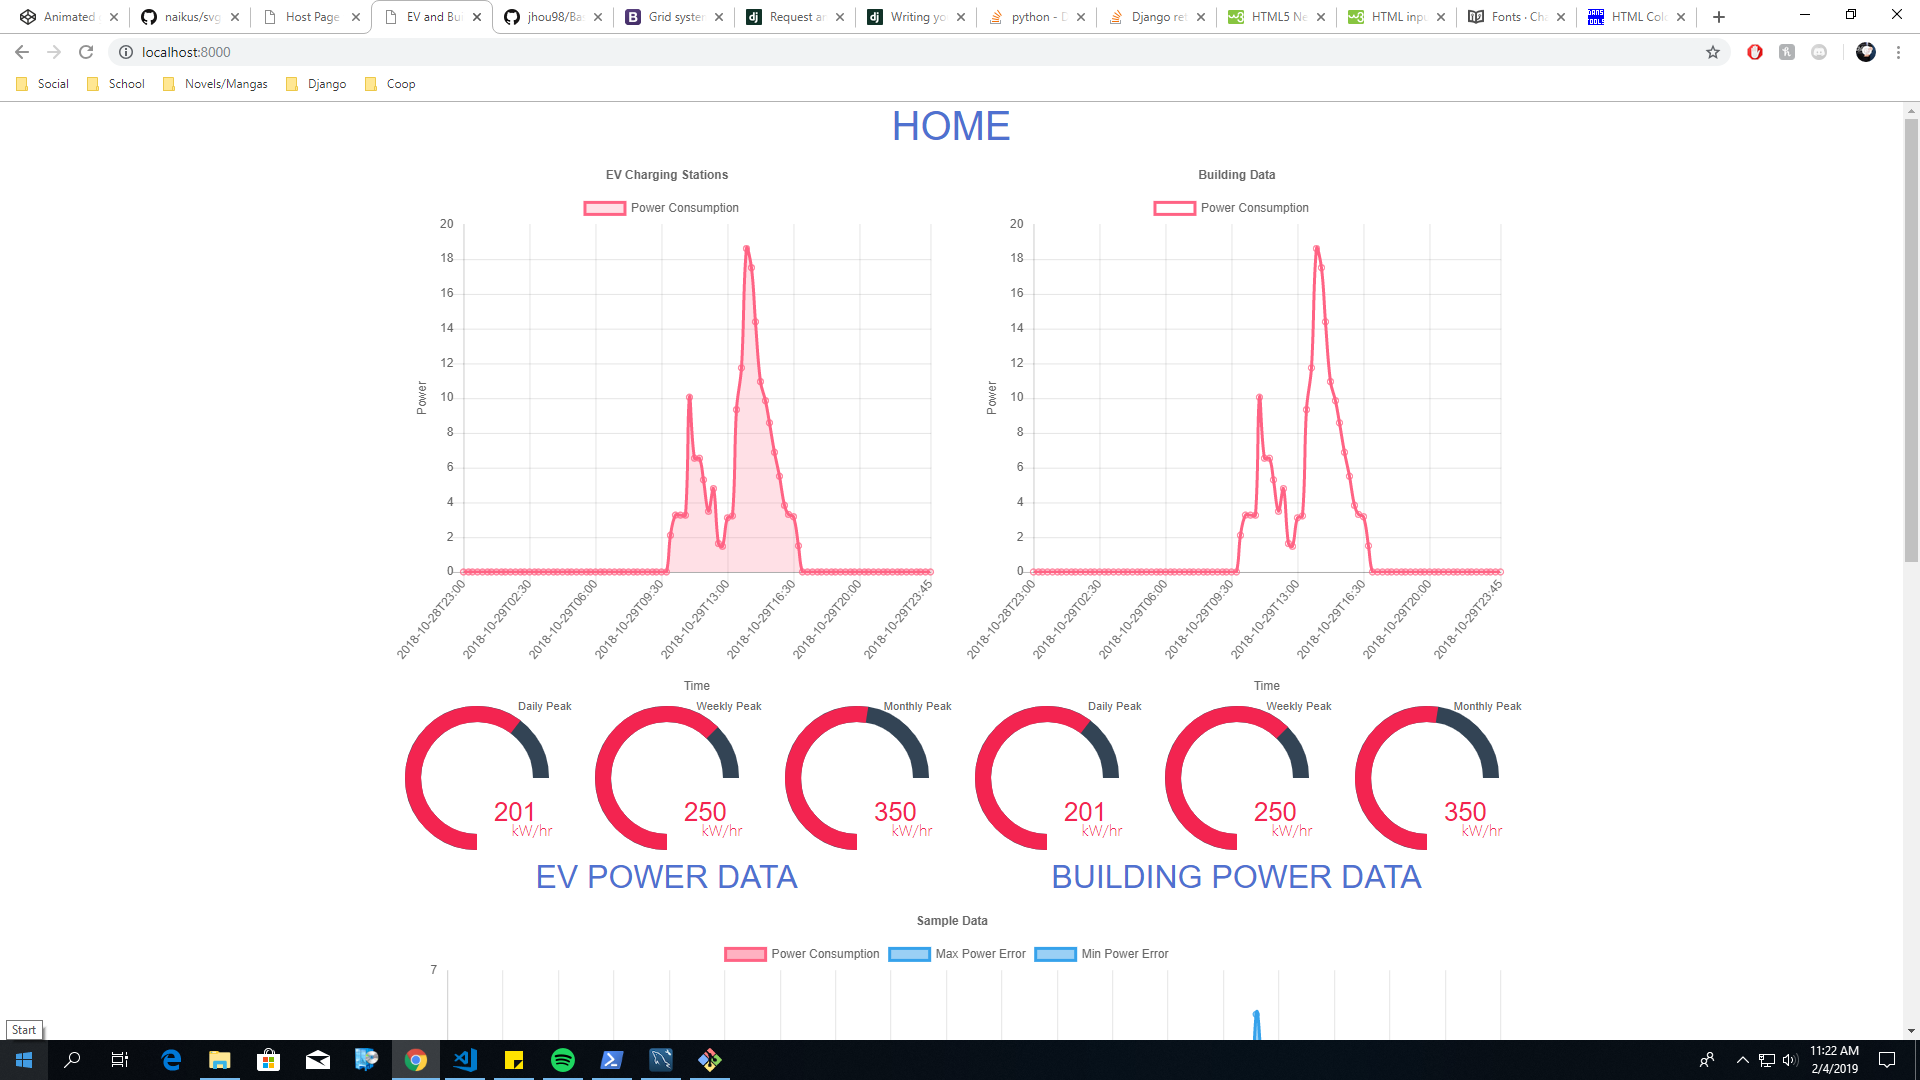 Animated
naikus/svg
Host Page
EV and Bu
jhou98/Ba
Grid syster
Request a
Writing yo
python - D
Django ret
HTML5 Ne
HTML inpu
Fonts · Cha
HTML Colo
localhost:8000
Social School Novels/Mangas Django Coop
HOME
EV Charging Stations
Power Consumption
20
18
16
14
12
10
8
6
4
2
0
Power
2018-10-28T23:00
2018-10-29T02:30
2018-10-29T06:00
2018-10-29T09:30
2018-10-29T13:00
2018-10-29T16:30
2018-10-29T20:00
2018-10-29T23:45
Time
Building Data
Power Consumption
20
18
16
14
12
10
8
6
4
2
0
Power
2018-10-28T23:00
2018-10-29T02:30
2018-10-29T06:00
2018-10-29T09:30
2018-10-29T13:00
2018-10-29T16:30
2018-10-29T20:00
2018-10-29T23:45
Time
Daily Peak
201
kW/hr
Weekly Peak
250
kW/hr
Monthly Peak
350
kW/hr
Daily Peak
201
kW/hr
Weekly Peak
250
kW/hr
Monthly Peak
350
kW/hr
EV POWER DATA
BUILDING POWER DATA
Sample Data
Power Consumption Max Power Error Min Power Error
7
Start
11:22 AM
2/4/2019